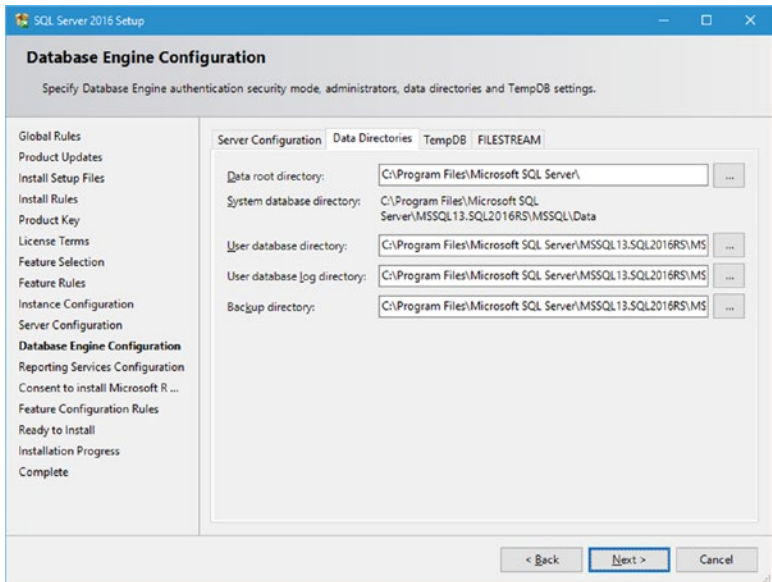 SQL Server 2016 Setup
Database Engine Configuration
Specify Database Engine authentication security mode, administrators, data directories and TempDB settings.
Global Rules
Product Updates
Install Setup Files
Install Rules
Product Key
License Terms
Feature Selection
Feature Rules
Instance Configuration
Server Configuration
Database Engine Configuration
Reporting Services Configuration
Consent to install Microsoft R ...
Feature Configuration Rules
Ready to Install
Installation Progress
Complete
Server Configuration Data Directories TempDB FILESTREAM
Data root directory: C:\Program Files\Microsoft SQL Server\ ...
System database directory: C:\Program Files\Microsoft SQL
Server\MSSQL13.SQL2016RS\MSSQL\Data
User database directory: C:\Program Files\Microsoft SQL Server\MSSQL13.SQL2016RS\MS ...
User database log directory: C:\Program Files\Microsoft SQL Server\MSSQL13.SQL2016RS\MS ...
Backup directory: C:\Program Files\Microsoft SQL Server\MSSQL13.SQL2016RS\MS ...
< Back Next > Cancel